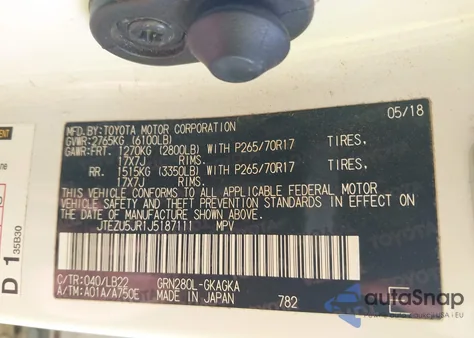 05/18
MFD.BY:TOYOTA MOTOR CORPORATION
GVWR:2765KG (6100LB)
GAWR:FRT. 1270KG (2800LB) WITH P265/70R17 TIRES,
17X7J RIMS.
RR. 1515KG (3350LB) WITH P265/70R17 TIRES,
17X7J RIMS.
THIS VEHICLE CONFORMS TO ALL APPLICABLE FEDERAL MOTOR
VEHICLE SAFETY AND THEFT PREVENTION STANDARDS IN EFFECT
ON THE DATE OF MANUFACTURE SHOWN ABOVE.
JTEZU5JR1J5187111 MPV
C/TR:040/LB22 GRN280L-GKAGKA
A/TM:A01A/A750E MADE IN JAPAN 782
E
D 1
35B30
autoSnap